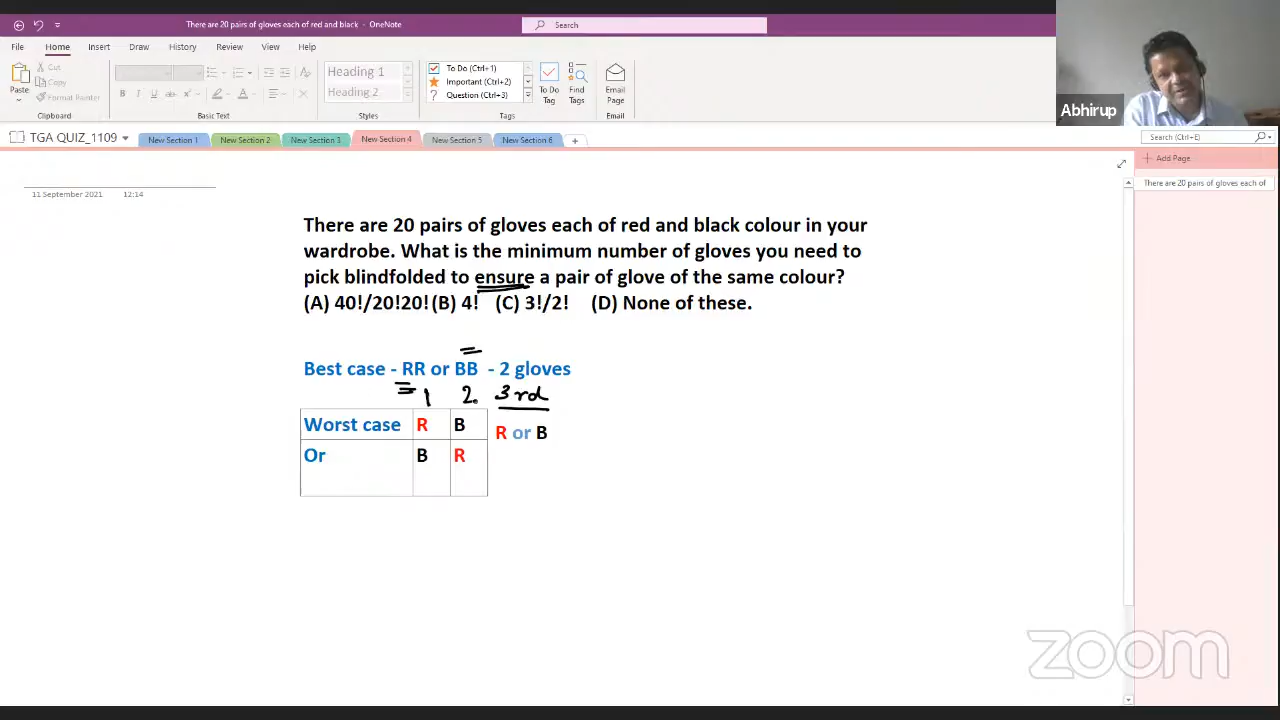 There are 20 pairs of gloves each of red and black - OneNote
Search
File Home Insert Draw History Review View Help
Paste
Cut
Copy
Format Painter
Clipboard
B I U
Basic Text
Heading 1
Heading 2
Styles
To Do (Ctrl+1)
Important (Ctrl+2)
? Question (Ctrl+3)
To Do Tag
Find Tags
Tags
Email Page
Email
Abhirup
TGA QUIZ_1109
New Section 1
New Section 2
New Section 3
New Section 4
New Section 5
New Section 6
Search (Ctrl+E)
Add Page
There are 20 pairs of gloves each of
11 September 2021 12:14
There are 20 pairs of gloves each of red and black colour in your
wardrobe. What is the minimum number of gloves you need to
pick blindfolded to ensure a pair of glove of the same colour?
(A) 40!/20!20! (B) 4! (C) 3!/2! (D) None of these.
Best case - RR or BB - 2 gloves
1 2. 3rd
Worst case R B
R or B
Or B R
zoom